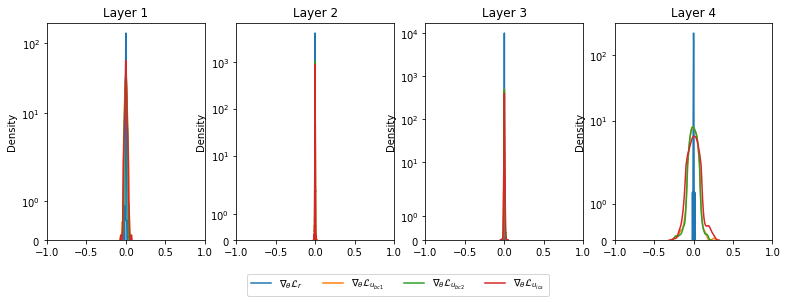 Layer 1 Layer 2 Layer 3 Layer 4
Density Density Density Density
10² 10¹ 10⁰ 0
10³ 10² 10¹ 10⁰ 0
10⁴ 10³ 10² 10¹ 10⁰ 0
10² 10¹ 10⁰ 0
−1.0 −0.5 0.0 0.5 1.0 −1.0 −0.5 0.0 0.5 1.0 −1.0 −0.5 0.0 0.5 1.0 −1.0 −0.5 0.0 0.5 1.0
∇θℒr ∇θℒu_bc1 ∇θℒu_bc2 ∇θℒu_ics